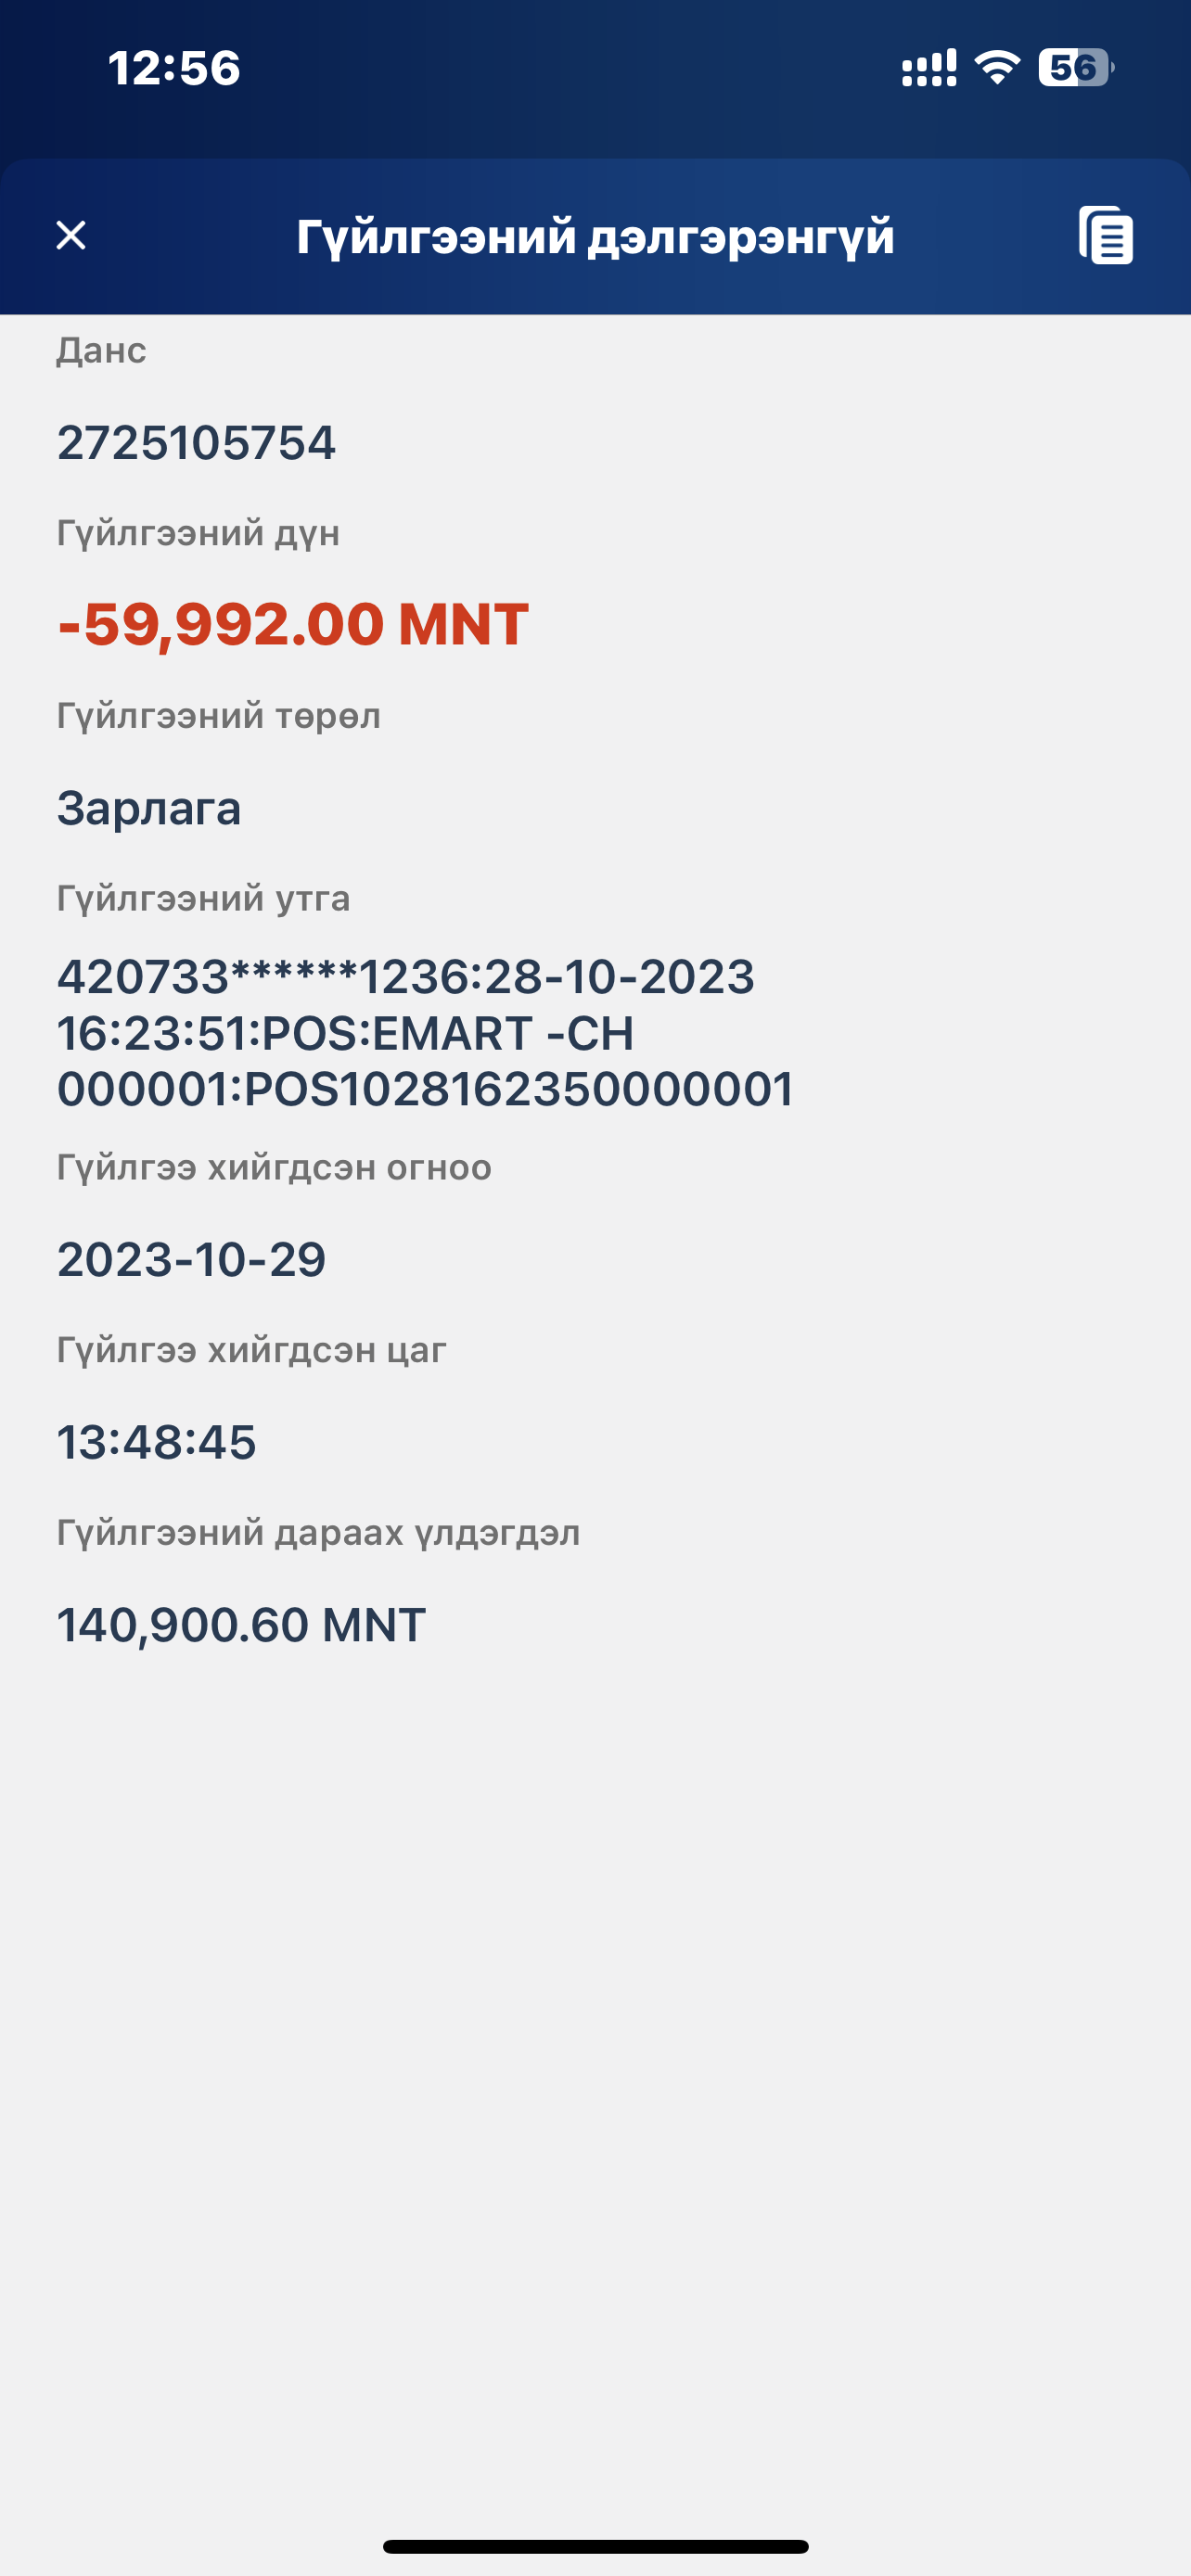 12:56
56
Гүйлгээний дэлгэрэнгүй
Данс
2725105754
Гүйлгээний дүн
-59,992.00 MNT
Гүйлгээний төрөл
Зарлага
Гүйлгээний утга
420733******1236:28-10-2023
16:23:51:POS:EMART -CH
000001:POS1028162350000001
Гүйлгээ хийгдсэн огноо
2023-10-29
Гүйлгээ хийгдсэн цаг
13:48:45
Гүйлгээний дараах үлдэгдэл
140,900.60 MNT